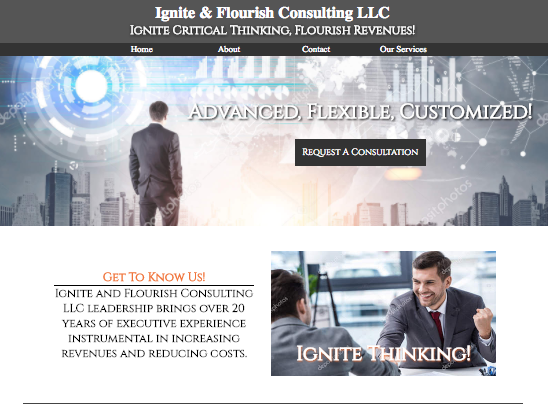 Ignite & Flourish Consulting LLC
Ignite Critical Thinking, Flourish Revenues!
Home About Contact Our Services
Advanced, Flexible, Customized!
Request A Consultation
depositphotos
Get To Know Us!
Ignite and Flourish Consulting
LLC leadership brings over 20
years of executive experience
instrumental in increasing
revenues and reducing costs.
Ignite Thinking!